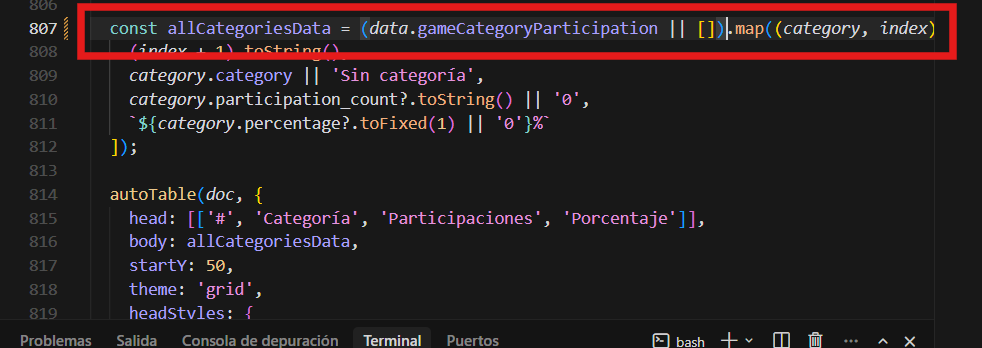 806
807 const allCategoriesData = (data.gameCategoryParticipation || []).map((category, index)
808 (index + 1).toString()
809 category.category || 'Sin categoría',
810 category.participation_count?.toString() || '0',
811 `${category.percentage?.toFixed(1) || '0'}%`
812 ]);
813
814 autoTable(doc, {
815 head: [['#', 'Categoría', 'Participaciones', 'Porcentaje']],
816 body: allCategoriesData,
817 startY: 50,
818 theme: 'grid',
819 headStyles: {
Problemas Salida Consola de depuración Terminal Puertos bash